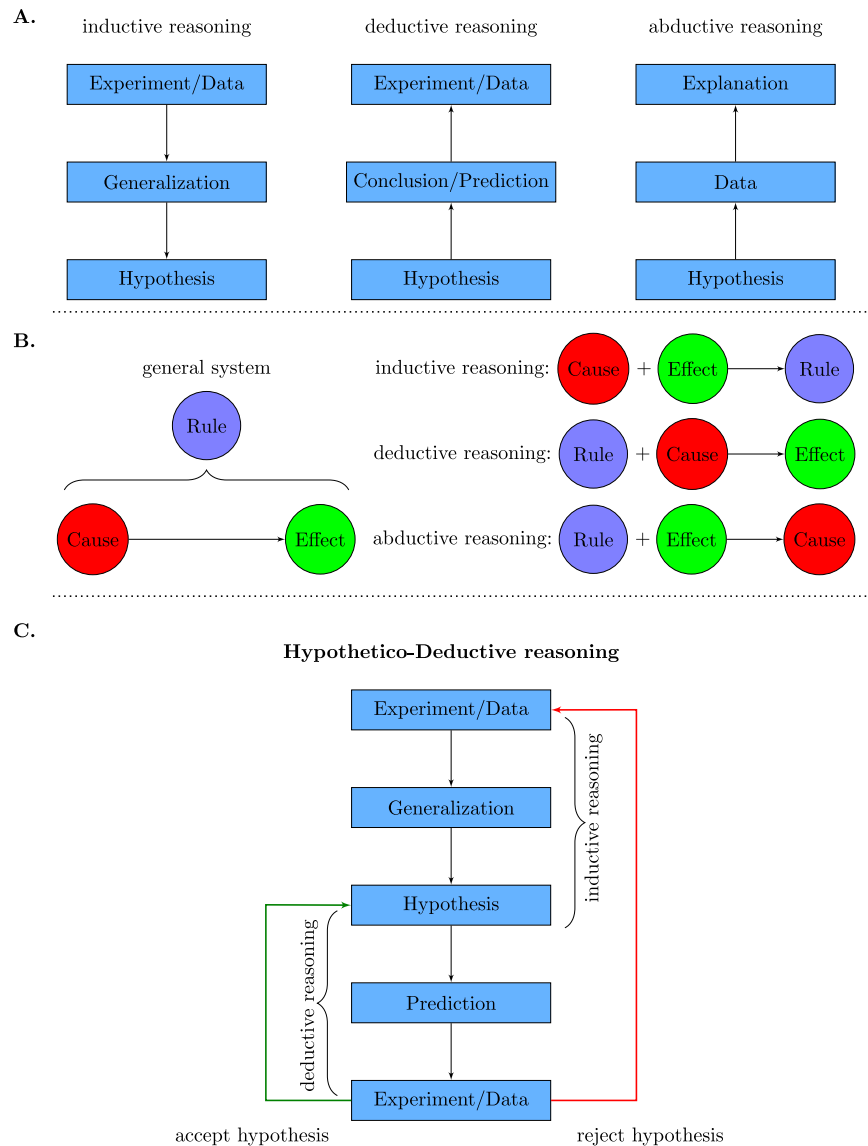 A.
inductive reasoning
deductive reasoning
abductive reasoning
Experiment/Data
Experiment/Data
Explanation
Generalization
Conclusion/Prediction
Data
Hypothesis
Hypothesis
Hypothesis
B.
general system
Rule
Cause
Effect
inductive reasoning: Cause + Effect Rule
deductive reasoning: Rule + Cause Effect
abductive reasoning: Rule + Effect Cause
C.
Hypothetico-Deductive reasoning
Experiment/Data
Generalization
Hypothesis
Prediction
Experiment/Data
inductive reasoning
deductive reasoning
accept hypothesis
reject hypothesis